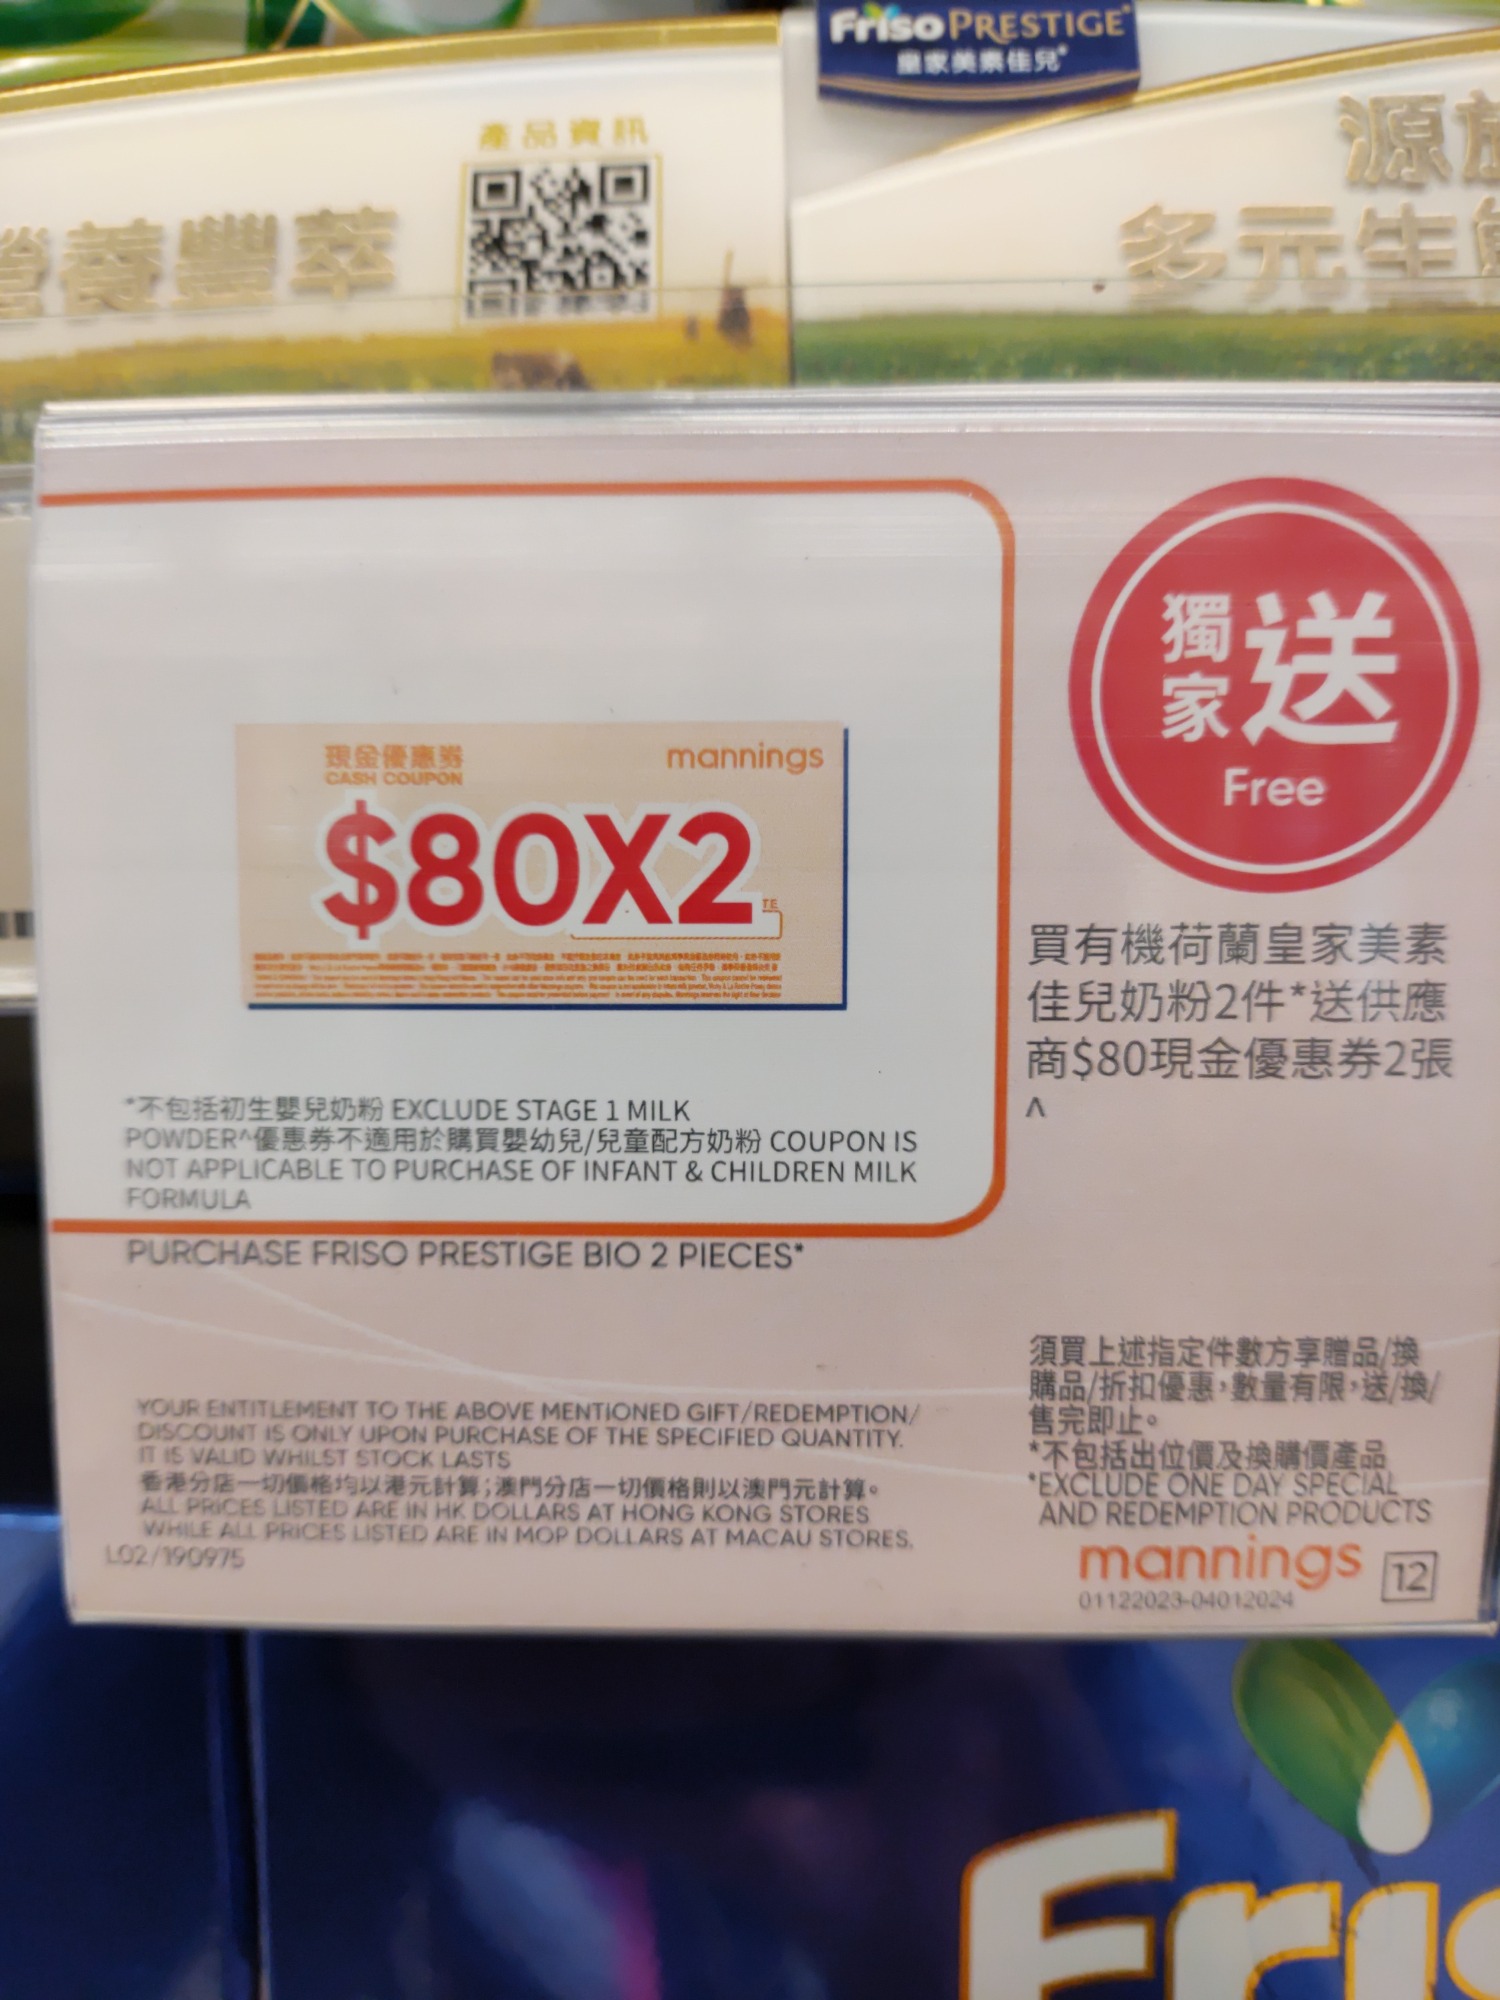 Friso PRESTIGE
皇家美素佳兒
產品資訊
營養豐萃
源於
多元生
獨家送
Free
現金優惠券
CASH COUPON
mannings
$80X2
TE
買有機荷蘭皇家美素
佳兒奶粉2件*送供應
商$80現金優惠券2張
^
*不包括初生嬰兒奶粉 EXCLUDE STAGE 1 MILK
POWDER^優惠券不適用於購買嬰幼兒/兒童配方奶粉 COUPON IS
NOT APPLICABLE TO PURCHASE OF INFANT & CHILDREN MILK
FORMULA
PURCHASE FRISO PRESTIGE BIO 2 PIECES*
YOUR ENTITLEMENT TO THE ABOVE MENTIONED GIFT/REDEMPTION/
DISCOUNT IS ONLY UPON PURCHASE OF THE SPECIFIED QUANTITY.
IT IS VALID WHILST STOCK LASTS
香港分店一切價格均以港元計算;澳門分店一切價格則以澳門元計算。
ALL PRICES LISTED ARE IN HK DOLLARS AT HONG KONG STORES
WHILE ALL PRICES LISTED ARE IN MOP DOLLARS AT MACAU STORES.
L02/190975
須買上述指定件數方享贈品/換
購品/折扣優惠,數量有限,送/換/
售完即止。
*不包括出位價及換購價產品
*EXCLUDE ONE DAY SPECIAL
AND REDEMPTION PRODUCTS
mannings 12
01122023-04012024
Fris